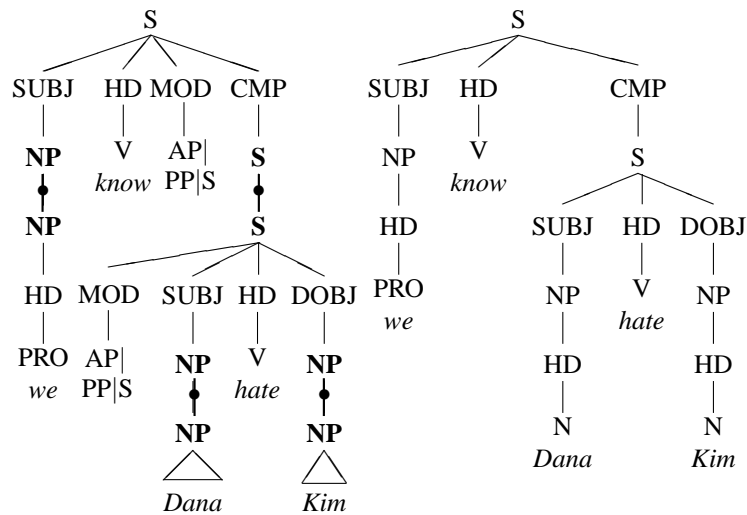 S S
SUBJ HD MOD CMP SUBJ HD CMP
NP V AP| S NP V S
know PP|S know
NP S HD SUBJ HD DOBJ
HD MOD SUBJ HD DOBJ PRO NP V NP
we hate
PRO AP| NP V NP HD HD
we PP|S hate
NP NP N N
Dana Kim
Dana Kim